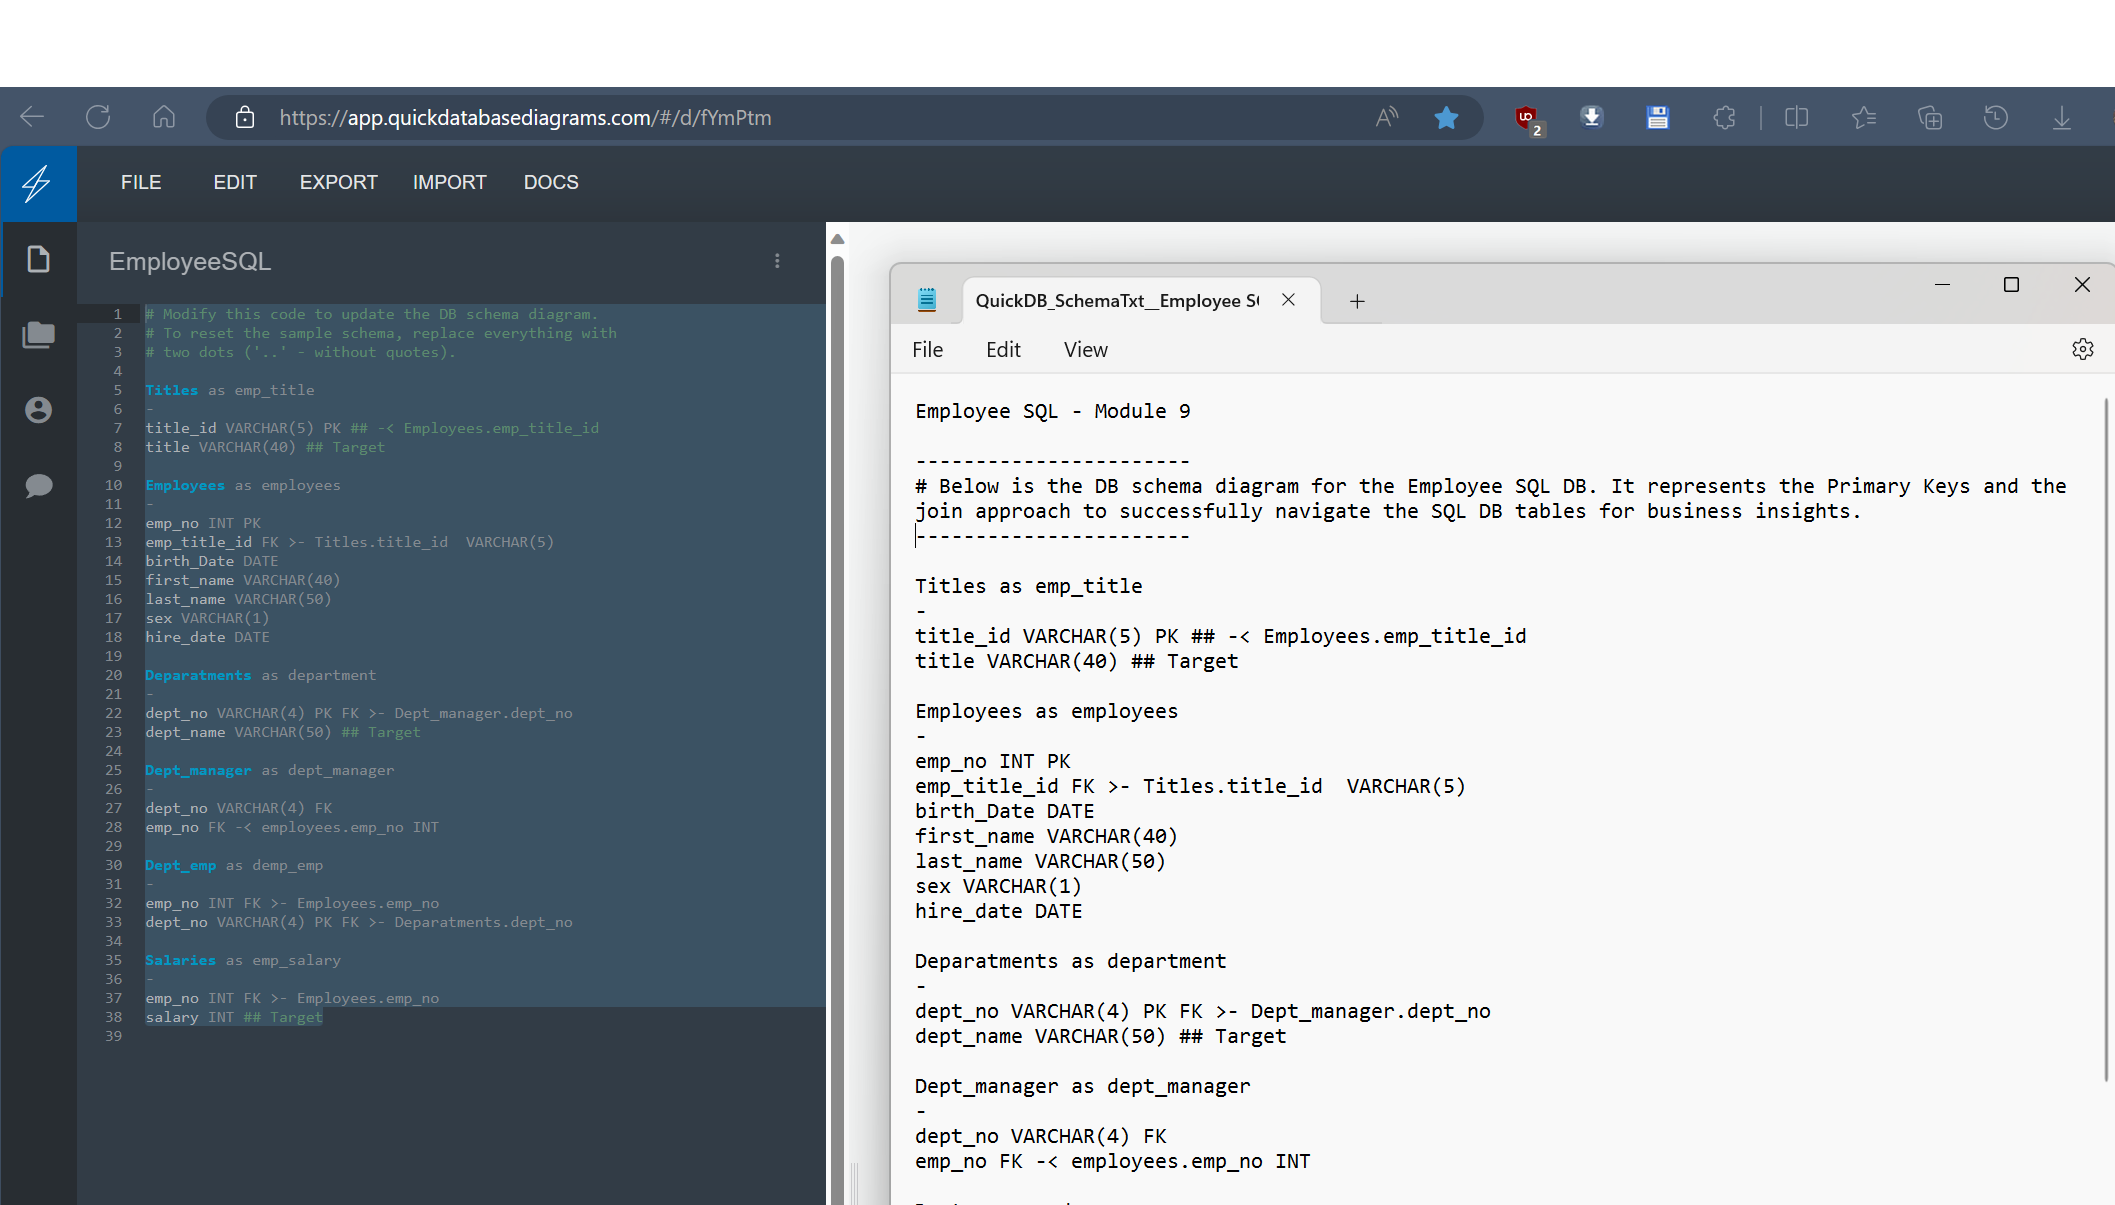 https://app.quickdatabasediagrams.com/#/d/fYmPtm
2
FILE EDIT EXPORT IMPORT DOCS
EmployeeSQL
1 # Modify this code to update the DB schema diagram.
2 # To reset the sample schema, replace everything with
3 # two dots ('..' - without quotes).
4
5 Titles as emp_title
6 -
7 title_id VARCHAR(5) PK ## -< Employees.emp_title_id
8 title VARCHAR(40) ## Target
9
10 Employees as employees
11 -
12 emp_no INT PK
13 emp_title_id FK >- Titles.title_id  VARCHAR(5)
14 birth_Date DATE
15 first_name VARCHAR(40)
16 last_name VARCHAR(50)
17 sex VARCHAR(1)
18 hire_date DATE
19
20 Deparatments as department
21 -
22 dept_no VARCHAR(4) PK FK >- Dept_manager.dept_no
23 dept_name VARCHAR(50) ## Target
24
25 Dept_manager as dept_manager
26 -
27 dept_no VARCHAR(4) FK
28 emp_no FK -< employees.emp_no INT
29
30 Dept_emp as demp_emp
31 -
32 emp_no INT FK >- Employees.emp_no
33 dept_no VARCHAR(4) PK FK >- Deparatments.dept_no
34
35 Salaries as emp_salary
36 -
37 emp_no INT FK >- Employees.emp_no
38 salary INT ## Target
39
QuickDB_SchemaTxt__Employee S
File Edit View
Employee SQL - Module 9
-----------------------
# Below is the DB schema diagram for the Employee SQL DB. It represents the Primary Keys and the
join approach to successfully navigate the SQL DB tables for business insights.
-----------------------
Titles as emp_title
-
title_id VARCHAR(5) PK ## -< Employees.emp_title_id
title VARCHAR(40) ## Target
Employees as employees
-
emp_no INT PK
emp_title_id FK >- Titles.title_id  VARCHAR(5)
birth_Date DATE
first_name VARCHAR(40)
last_name VARCHAR(50)
sex VARCHAR(1)
hire_date DATE
Deparatments as department
-
dept_no VARCHAR(4) PK FK >- Dept_manager.dept_no
dept_name VARCHAR(50) ## Target
Dept_manager as dept_manager
-
dept_no VARCHAR(4) FK
emp_no FK -< employees.emp_no INT